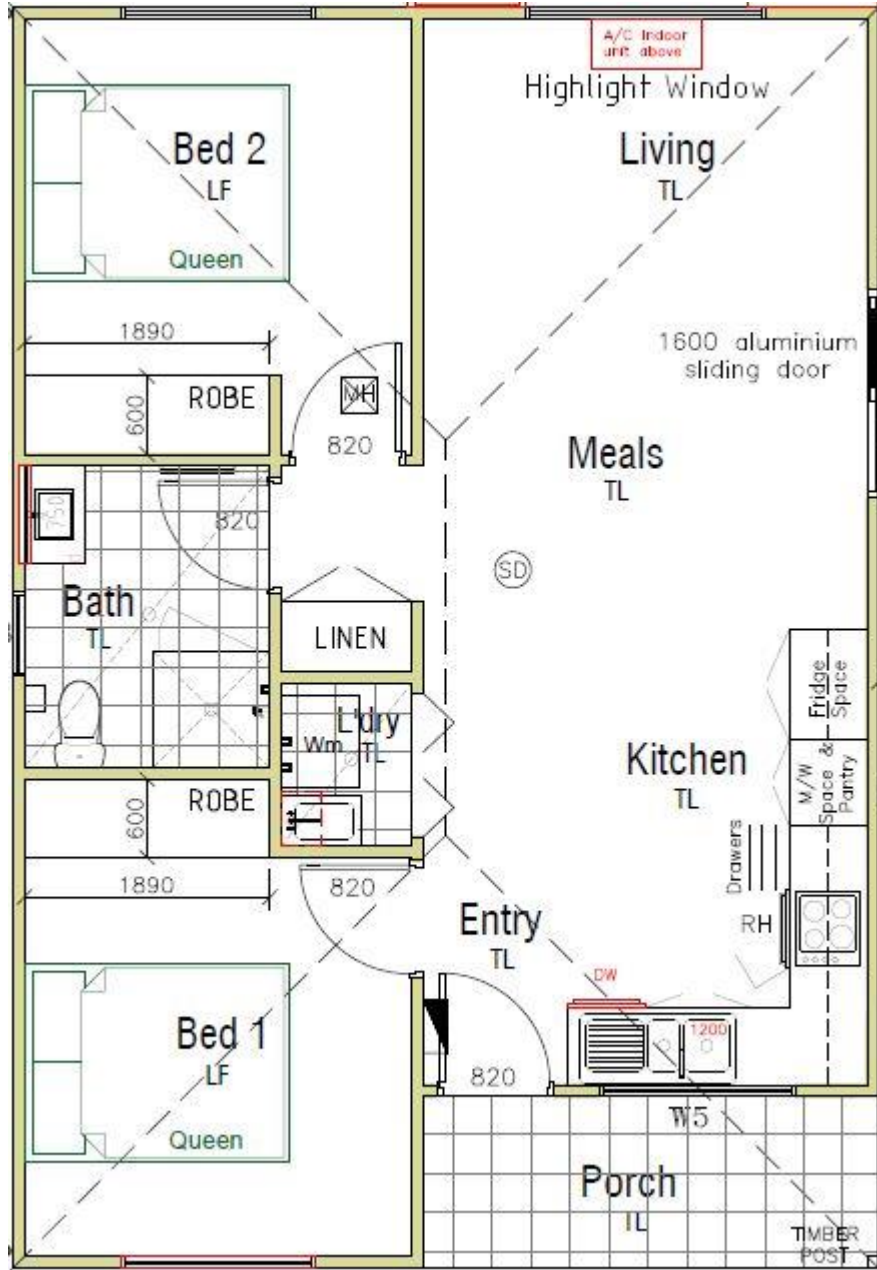 A/C Indoor
unit above
Highlight Window
Bed 2
LF
Living
TL
Queen
1890
1600 aluminium
sliding door
ROBE
600
MH
820
Meals
TL
750
820
SD
Bath
TL
LINEN
Fridge
Space
L'dry
Wm
TL
Kitchen
TL
M/W
Space &
Pantry
ROBE
600
Drawers
1890
820
Entry
TL
RH
DW
Bed 1
LF
1200
820
W5
Queen
Porch
TL
TIMBER
POST